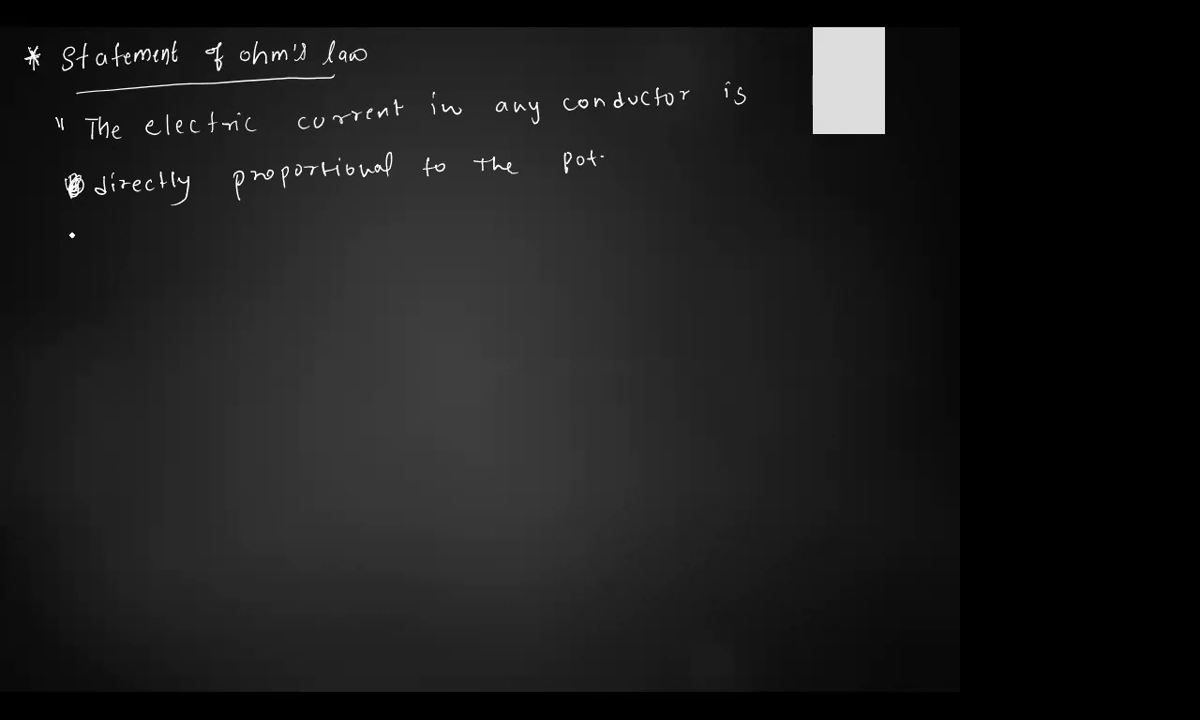 * Statement of ohm's law
" The electric current in any conductor is
directly proportional to the pot.